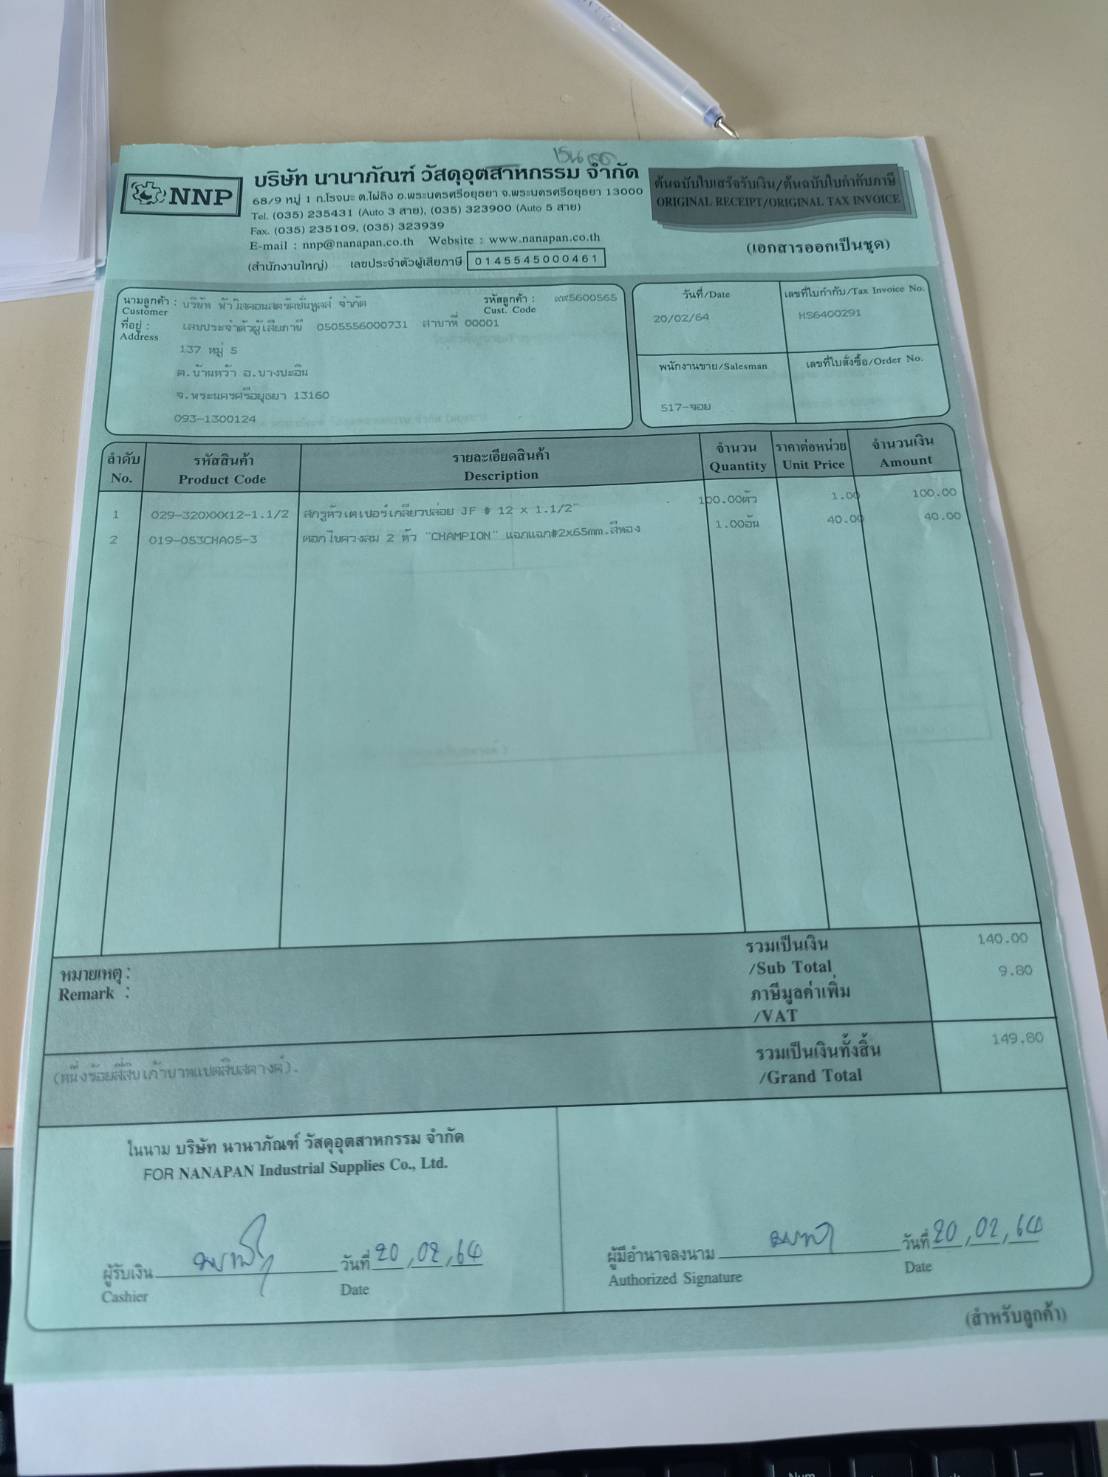 เงินสด
NNP
บริษัท นานาภัณฑ์ วัสดุอุตสาหกรรม จำกัด
68/9 หมู่ 1 ถ.โรจนะ ต.ไผ่ลิง อ.พระนครศรีอยุธยา จ.พระนครศรีอยุธยา 13000
Tel. (035) 235431 (Auto 3 สาย), (035) 323900 (Auto 5 สาย)
Fax. (035) 235109, (035) 323939
E-mail : nnp@nanapan.co.th Website : www.nanapan.co.th
(สำนักงานใหญ่) เลขประจำตัวผู้เสียภาษี 0145545000461
ต้นฉบับใบเสร็จรับเงิน/ต้นฉบับใบกำกับภาษี
ORIGINAL RECEIPT/ORIGINAL TAX INVOICE
(เอกสารออกเป็นชุด)
นามลูกค้า : บริษัท จำกัด รหัสลูกค้า : 5600565
Customer Cust. Code
ที่อยู่ : เลขประจำตัวผู้เสียภาษี 0505556000731 สาขาที่ 00001
Address
137 หมู่ 5
ต.บ้านหว้า อ.บางปะอิน
จ.พระนครศรีอยุธยา 13160
093-1300124
วันที่/Date เลขที่ใบกำกับ/Tax Invoice No.
20/02/64 HS6400291
พนักงานขาย/Salesman เลขที่ใบสั่งซื้อ/Order No.
517-จอย
ลำดับ รหัสสินค้า รายละเอียดสินค้า จำนวน ราคาต่อหน่วย จำนวนเงิน
No. Product Code Description Quantity Unit Price Amount
1 029-320XXX12-1.1/2 สกรูหัวเตเปอร์เกลียวปล่อย JF # 12 x 1.1/2" 100.00ตัว 1.00 100.00
2 019-053CHA05-3 ดอกไขควงลม 2 หัว "CHAMPION" แฉกแฉก#2x65mm.สีทอง 1.00อัน 40.00 40.00
หมายเหตุ :
Remark :
รวมเป็นเงิน 140.00
/Sub Total
ภาษีมูลค่าเพิ่ม 9.80
/VAT
(หนึ่งร้อยสี่สิบเก้าบาทแปดสิบสตางค์).
รวมเป็นเงินทั้งสิ้น 149.80
/Grand Total
ในนาม บริษัท นานาภัณฑ์ วัสดุอุตสาหกรรม จำกัด
FOR NANAPAN Industrial Supplies Co., Ltd.
ผู้รับเงิน วันที่ 20,02,64
Cashier Date
ผู้มีอำนาจลงนาม วันที่ 20,02,64
Authorized Signature Date
(สำหรับลูกค้า)
Num